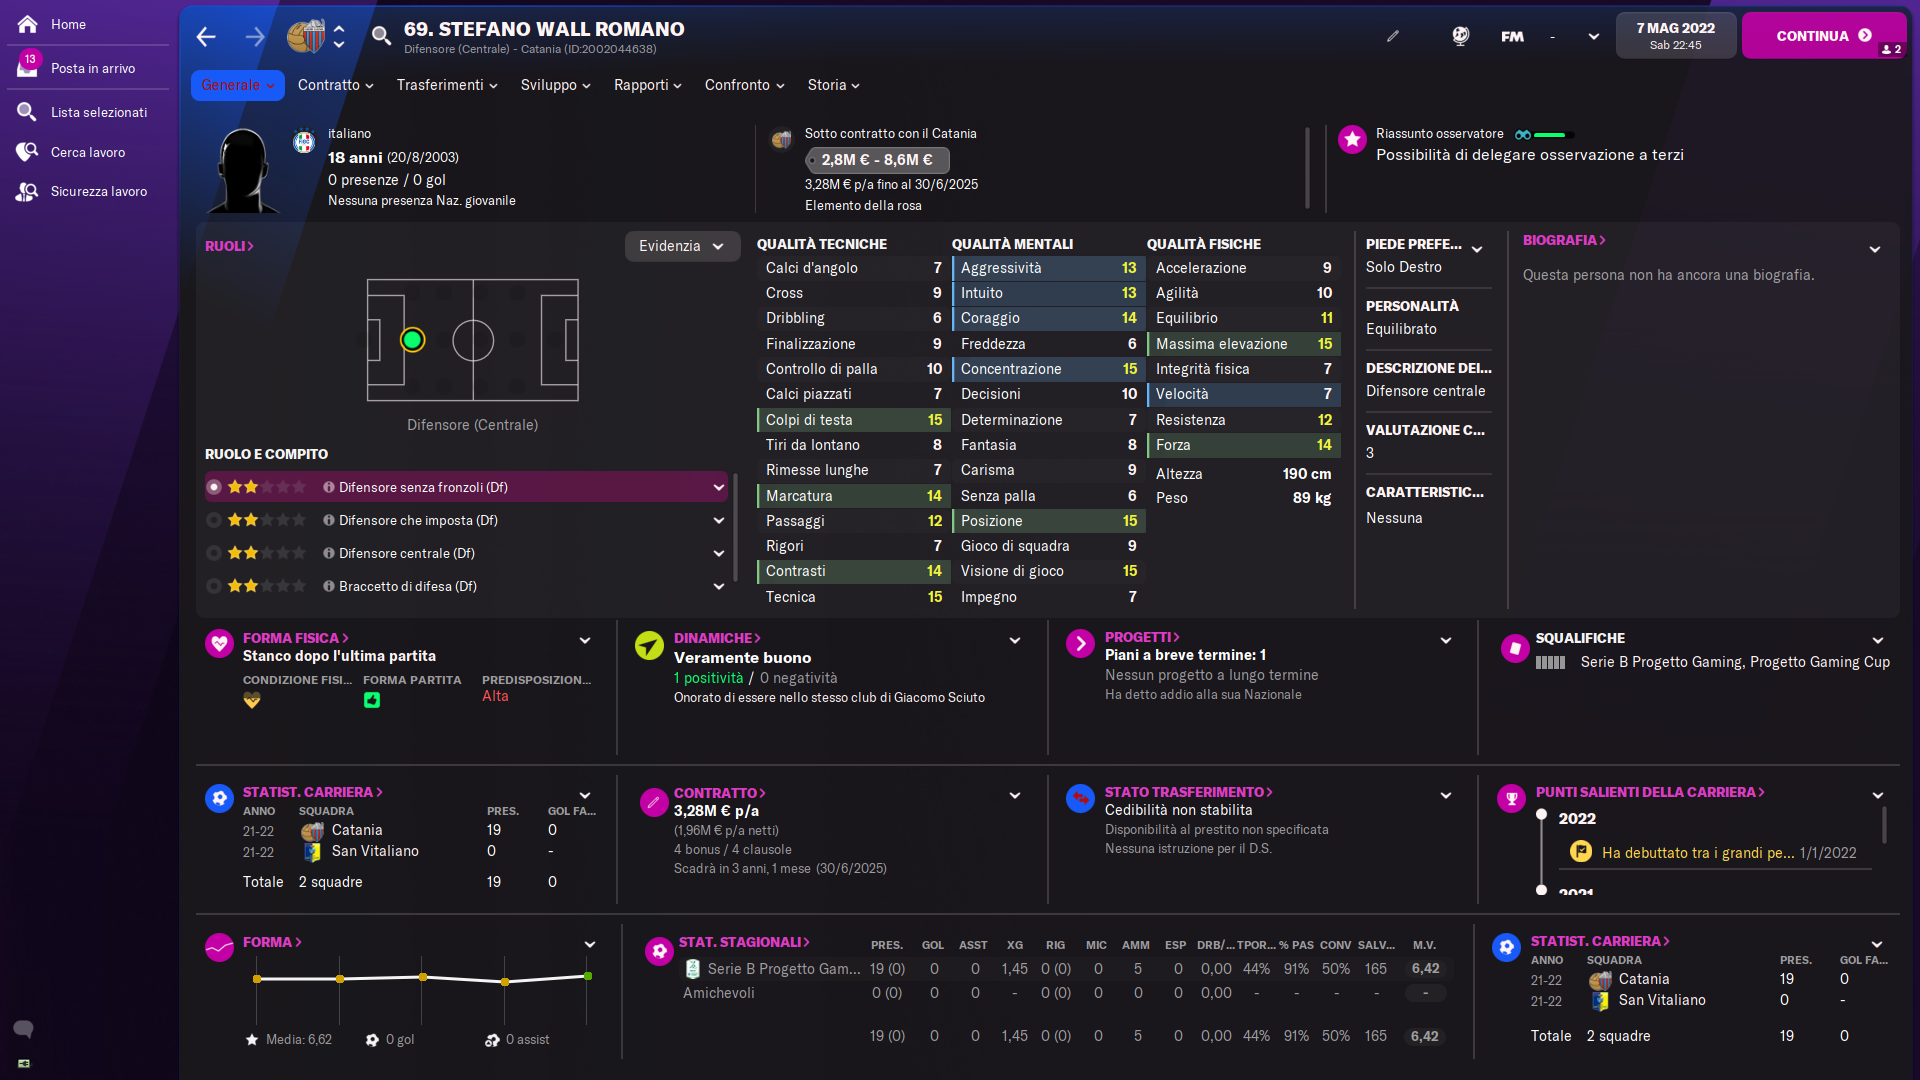 Home
13
Posta in arrivo
Lista selezionati
Cerca lavoro
Sicurezza lavoro
69. STEFANO WALL ROMANO
Difensore (Centrale) - Catania (ID:2002044638)
FM
-
7 MAG 2022
Sab 22:45
CONTINUA
2
Generale
Contratto
Trasferimenti
Sviluppo
Rapporti
Confronto
Storia
italiano
18 anni (20/8/2003)
0 presenze / 0 gol
Nessuna presenza Naz. giovanile
Sotto contratto con il Catania
2,8M € - 8,6M €
3,28M € p/a fino al 30/6/2025
Elemento della rosa
Riassunto osservatore
Possibilità di delegare osservazione a terzi
RUOLI
Evidenzia
Difensore (Centrale)
RUOLO E COMPITO
Difensore senza fronzoli (Df)
Difensore che imposta (Df)
Difensore centrale (Df)
Braccetto di difesa (Df)
QUALITÀ TECNICHE
Calci d'angolo 7
Cross 9
Dribbling 6
Finalizzazione 9
Controllo di palla 10
Calci piazzati 7
Colpi di testa 15
Tiri da lontano 8
Rimesse lunghe 7
Marcatura 14
Passaggi 12
Rigori 7
Contrasti 14
Tecnica 15
QUALITÀ MENTALI
Aggressività 13
Intuito 13
Coraggio 14
Freddezza 6
Concentrazione 15
Decisioni 10
Determinazione 7
Fantasia 8
Carisma 9
Senza palla 6
Posizione 15
Gioco di squadra 9
Visione di gioco 15
Impegno 7
QUALITÀ FISICHE
Accelerazione 9
Agilità 10
Equilibrio 11
Massima elevazione 15
Integrità fisica 7
Velocità 7
Resistenza 12
Forza 14
Altezza 190 cm
Peso 89 kg
PIEDE PREFE...
Solo Destro
PERSONALITÀ
Equilibrato
DESCRIZIONE DEI...
Difensore centrale
VALUTAZIONE C...
3
CARATTERISTIC...
Nessuna
BIOGRAFIA
Questa persona non ha ancora una biografia.
FORMA FISICA
Stanco dopo l'ultima partita
CONDIZIONE FISI... FORMA PARTITA PREDISPOSIZION...
Alta
DINAMICHE
Veramente buono
1 positività / 0 negatività
Onorato di essere nello stesso club di Giacomo Sciuto
PROGETTI
Piani a breve termine: 1
Nessun progetto a lungo termine
Ha detto addio alla sua Nazionale
SQUALIFICHE
Serie B Progetto Gaming, Progetto Gaming Cup
STATIST. CARRIERA
ANNO SQUADRA PRES. GOL FA...
21-22 Catania 19 0
21-22 San Vitaliano 0 -
Totale 2 squadre 19 0
CONTRATTO
3,28M € p/a
(1,96M € p/a netti)
4 bonus / 4 clausole
Scadrà in 3 anni, 1 mese (30/6/2025)
STATO TRASFERIMENTO
Cedibilità non stabilita
Disponibilità al prestito non specificata
Nessuna istruzione per il D.S.
PUNTI SALIENTI DELLA CARRIERA
2022
Ha debuttato tra i grandi pe... 1/1/2022
2021
FORMA
Media: 6,62
0 gol
0 assist
STAT. STAGIONALI PRES. GOL ASST XG RIG MIC AMM ESP DRB/... TPOR... % PAS CONV SALV... M.V.
Serie B Progetto Gam... 19 (0) 0 0 1,45 0 (0) 0 5 0 0,00 44% 91% 50% 165 6,42
Amichevoli 0 (0) 0 0 - 0 (0) 0 0 0 0,00 - - - - -
19 (0) 0 0 1,45 0 (0) 0 5 0 0,00 44% 91% 50% 165 6,42
STATIST. CARRIERA
ANNO SQUADRA PRES. GOL FA...
21-22 Catania 19 0
21-22 San Vitaliano 0 -
Totale 2 squadre 19 0